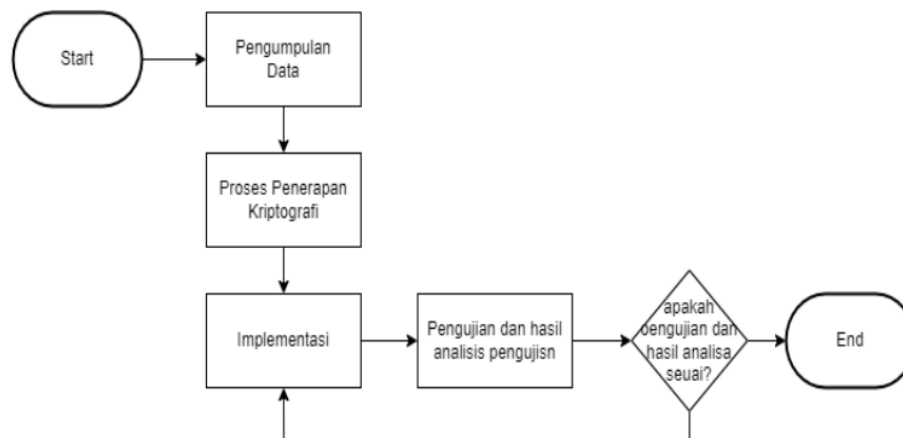 Start
Pengumpulan
Data
Proses Penerapan
Kriptografi
Implementasi
Pengujian dan hasil
analisis pengujisn
apakah
pengujian dan
hasil analisa
seuai?
End